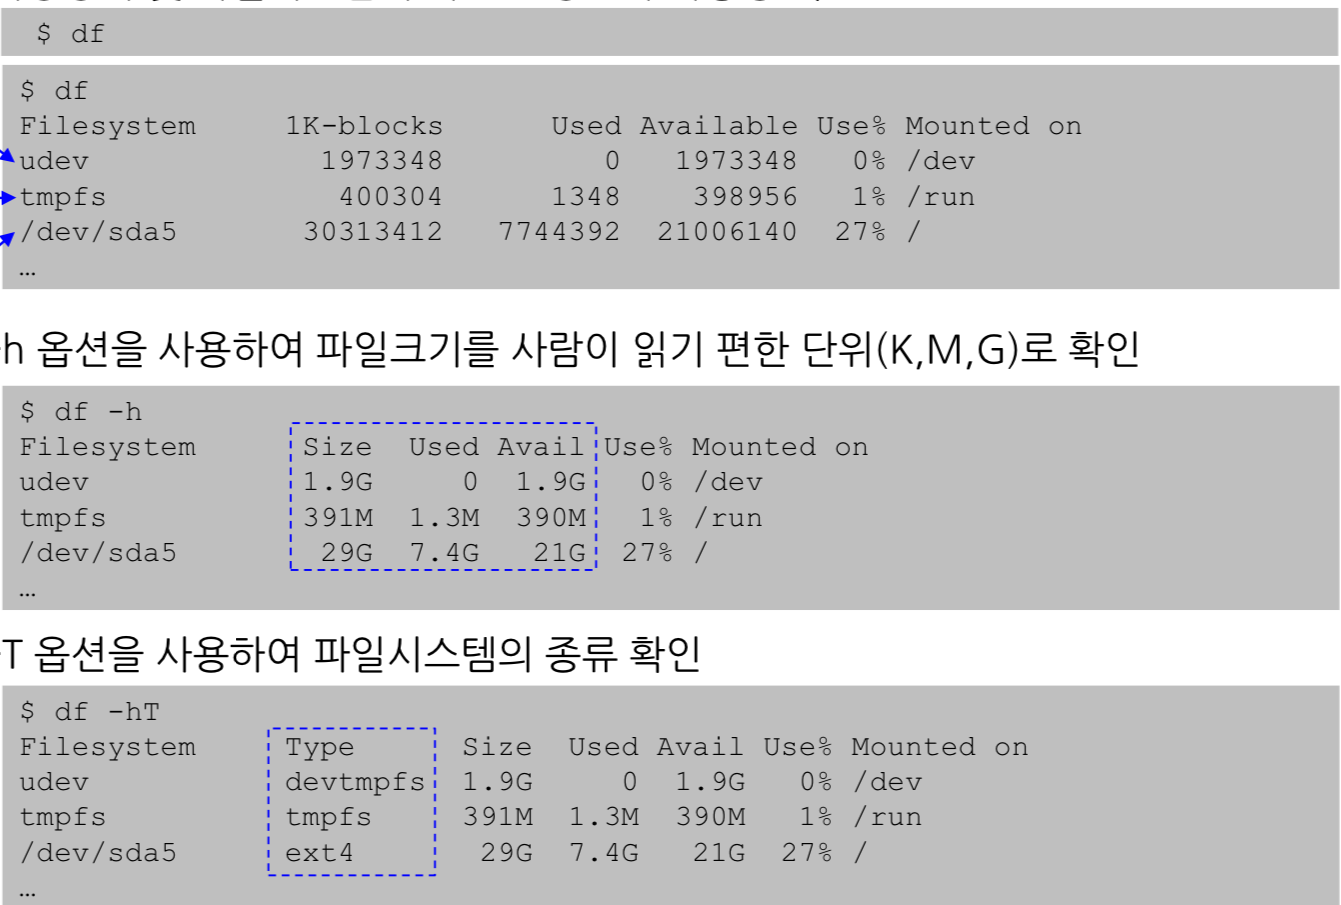 $ df
$ df
Filesystem 1K-blocks Used Available Use% Mounted on
udev 1973348 0 1973348 0% /dev
tmpfs 400304 1348 398956 1% /run
/dev/sda5 30313412 7744392 21006140 27% /
…
h 옵션을 사용하여 파일크기를 사람이 읽기 편한 단위(K,M,G)로 확인
$ df -h
Filesystem Size Used Avail Use% Mounted on
udev 1.9G 0 1.9G 0% /dev
tmpfs 391M 1.3M 390M 1% /run
/dev/sda5 29G 7.4G 21G 27% /
…
T 옵션을 사용하여 파일시스템의 종류 확인
$ df -hT
Filesystem Type Size Used Avail Use% Mounted on
udev devtmpfs 1.9G 0 1.9G 0% /dev
tmpfs tmpfs 391M 1.3M 390M 1% /run
/dev/sda5 ext4 29G 7.4G 21G 27% /
…